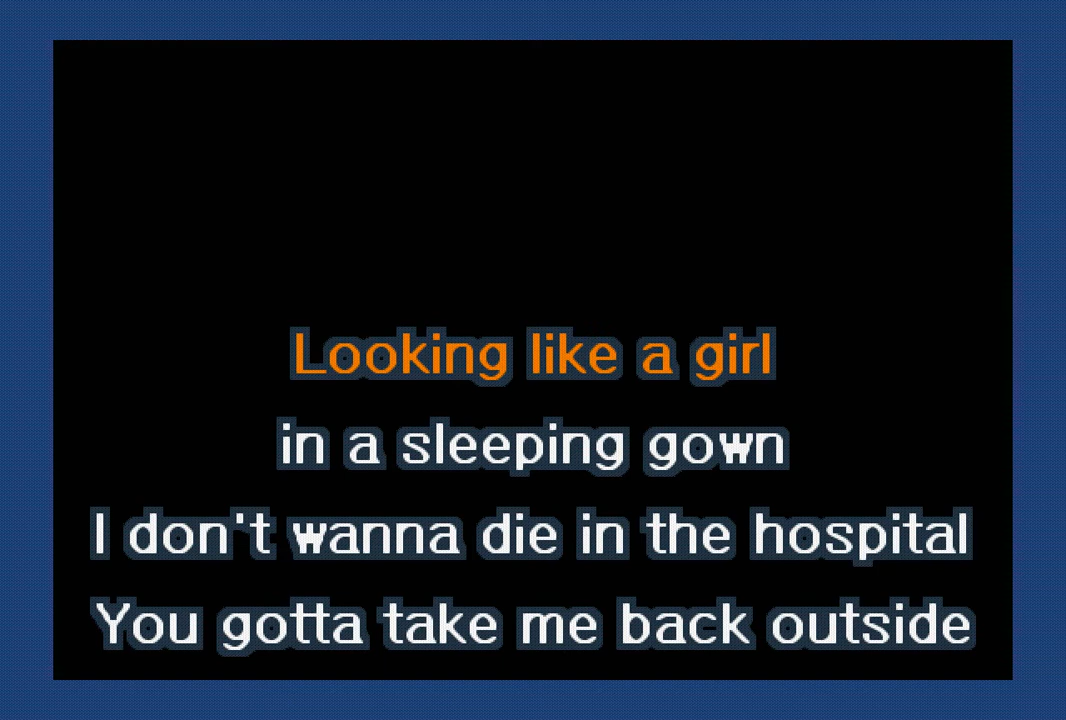 Looking like a girl
in a sleeping gown
I don't wanna die in the hospital
You gotta take me back outside